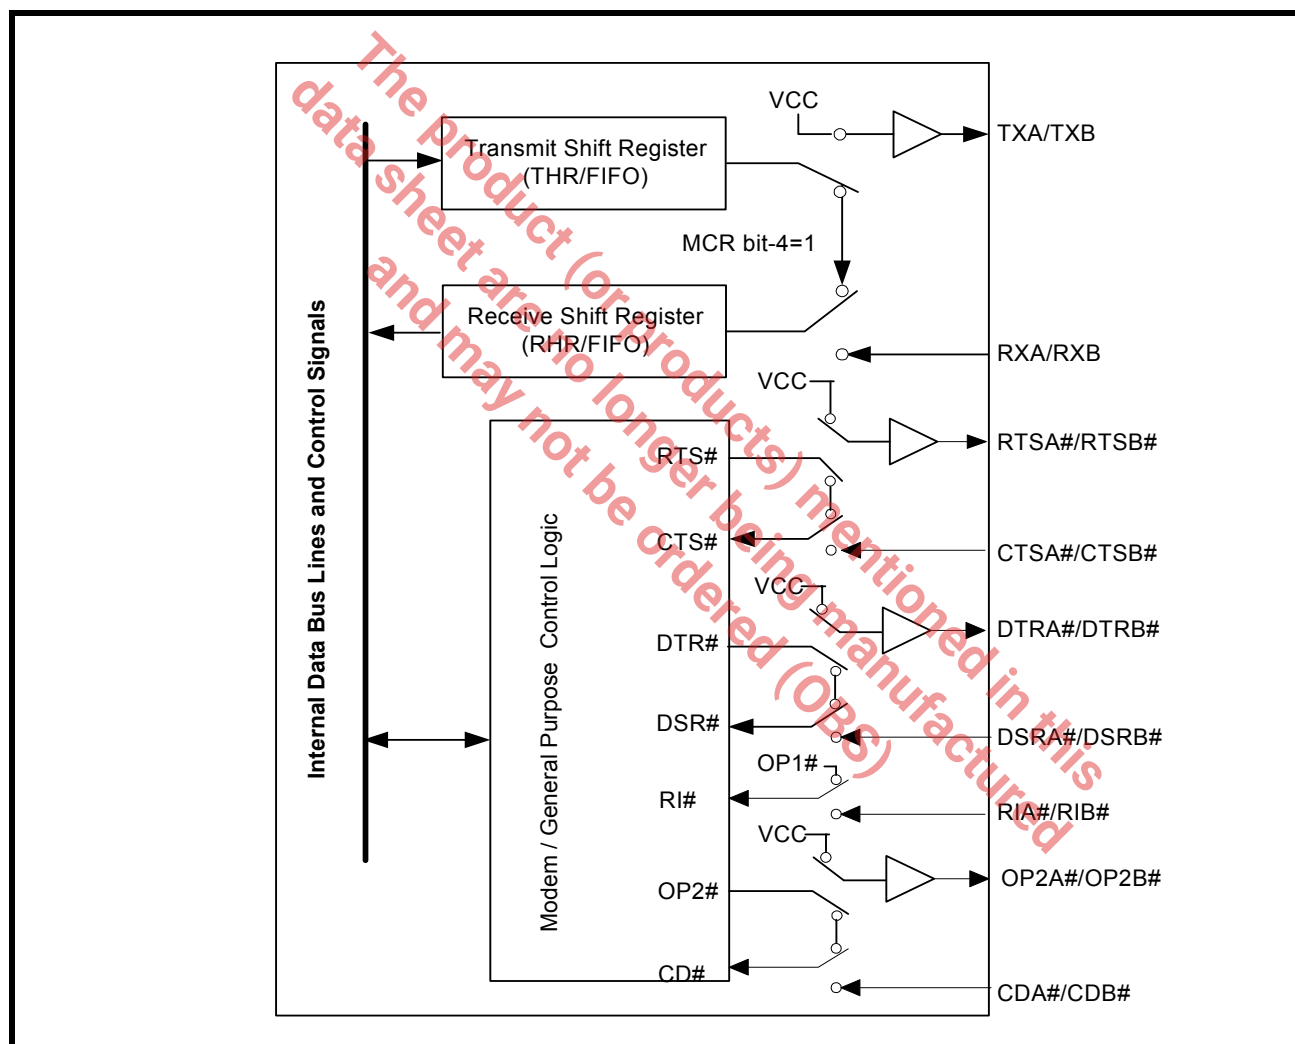 The product (or products) mentioned in this
data sheet are no longer being manufactured
and may not be ordered (OBS)
VCC
TXA/TXB
Transmit Shift Register
(THR/FIFO)
MCR bit-4=1
Receive Shift Register
(RHR/FIFO)
RXA/RXB
VCC
RTSA#/RTSB#
RTS#
CTS#
CTSA#/CTSB#
VCC
DTRA#/DTRB#
DTR#
DSR#
DSRA#/DSRB#
OP1#
RI#
RIA#/RIB#
VCC
OP2A#/OP2B#
OP2#
CD#
CDA#/CDB#
Internal Data Bus Lines and Control Signals
Modem / General Purpose Control Logic